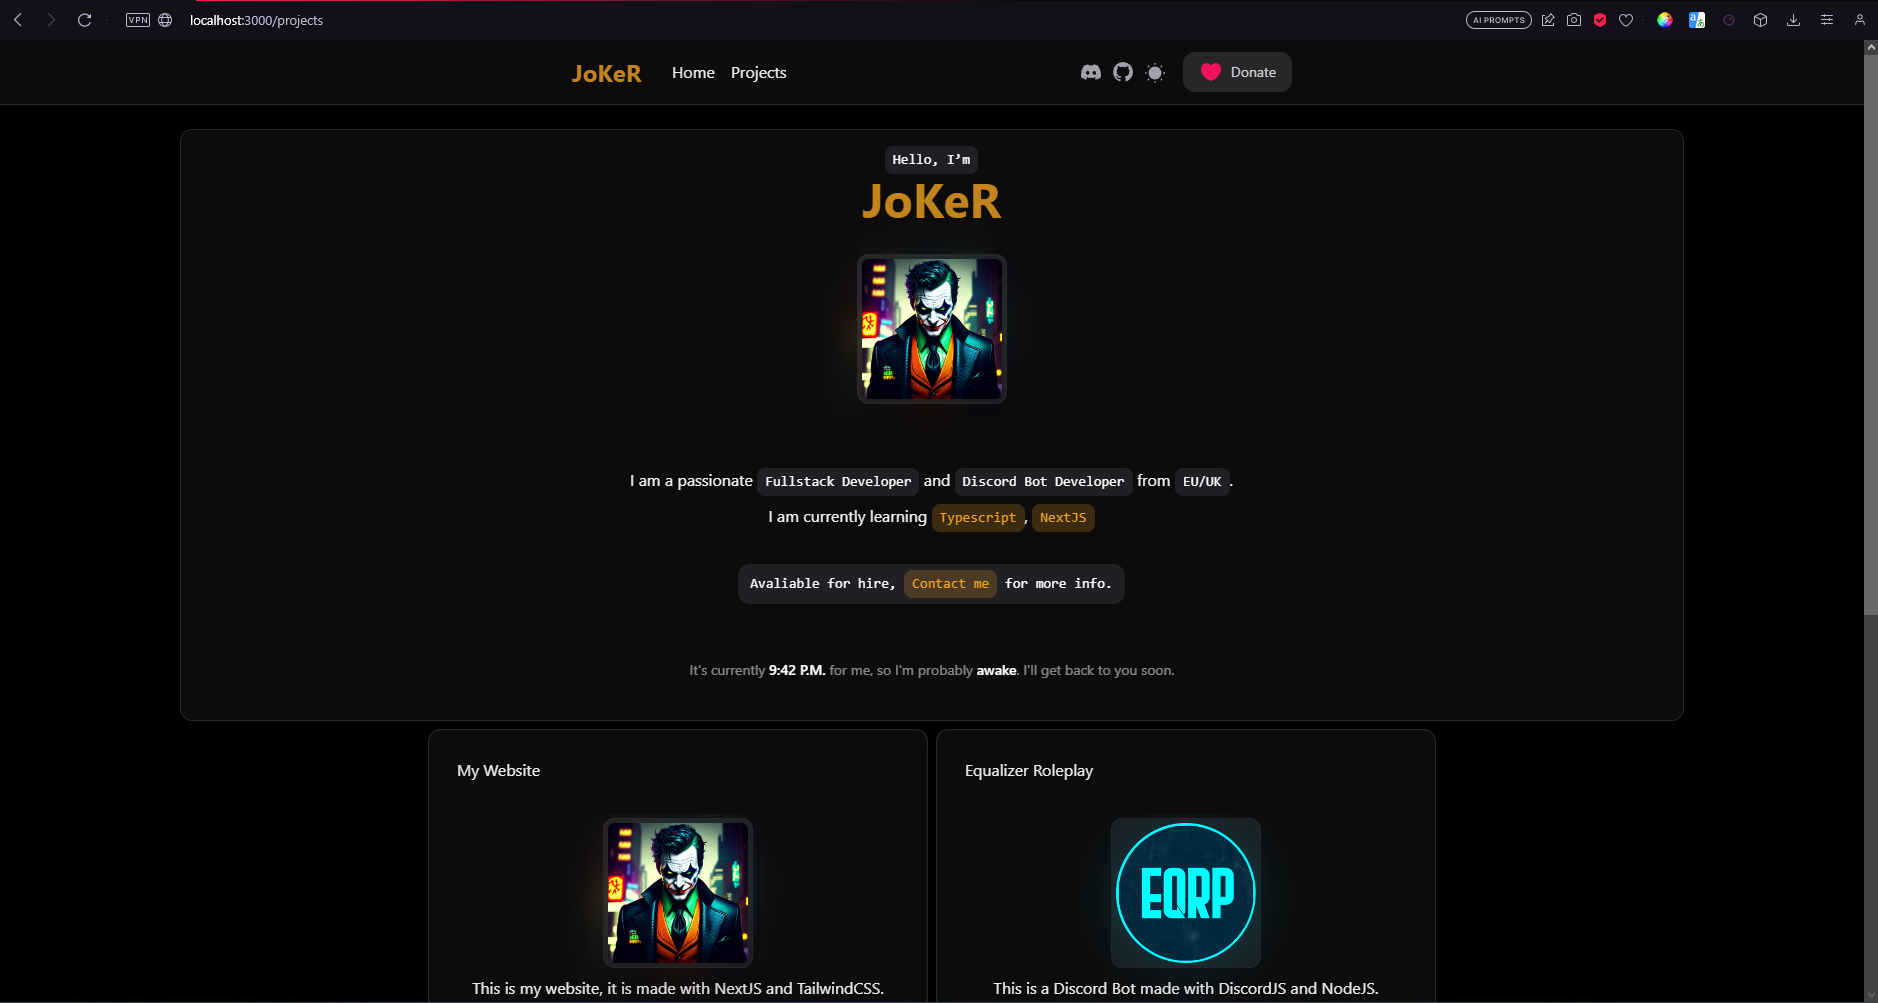 VPN
localhost:3000/projects
AI PROMPTS
JoKeR
Home
Projects
Donate
Hello, I’m
JoKeR
I am a passionate Fullstack Developer and Discord Bot Developer from EU/UK.
I am currently learning Typescript, NextJS
Avaliable for hire, Contact me for more info.
It's currently 9:42 P.M. for me, so I'm probably awake. I'll get back to you soon.
My Website
This is my website, it is made with NextJS and TailwindCSS.
Equalizer Roleplay
EQRP
This is a Discord Bot made with DiscordJS and NodeJS.